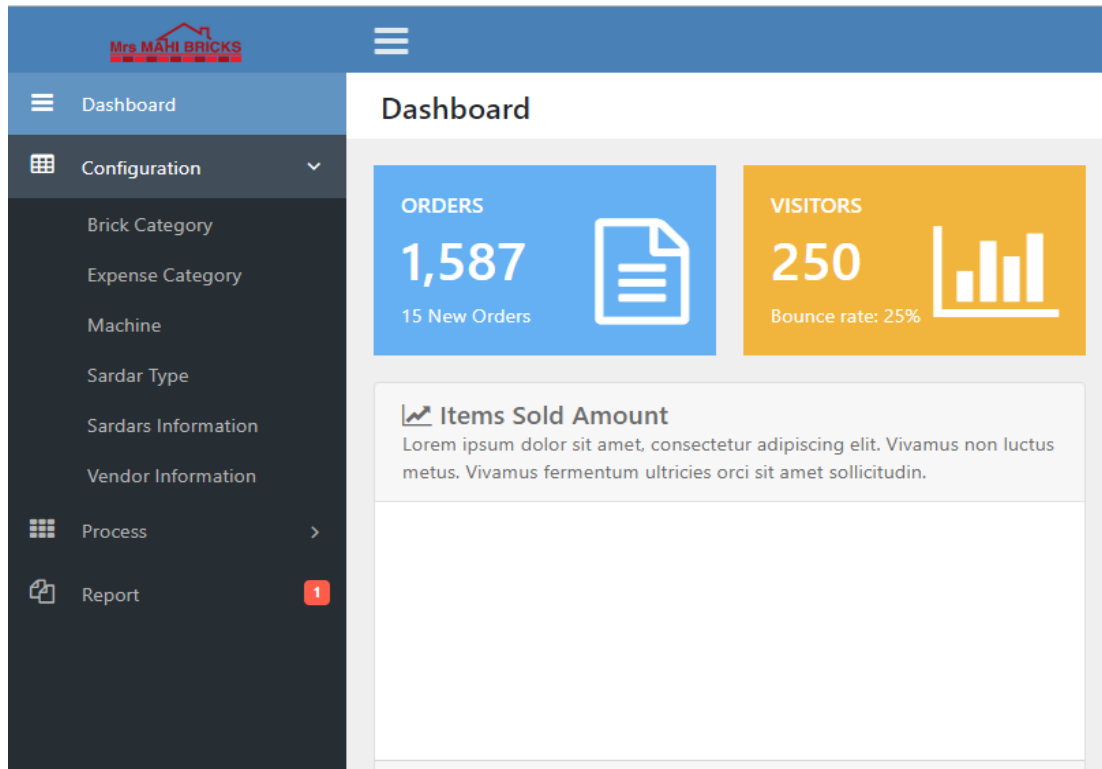 Mrs MAHI BRICKS
Dashboard
Configuration
Brick Category
Expense Category
Machine
Sardar Type
Sardars Information
Vendor Information
Process
Report 1
Dashboard
ORDERS
1,587
15 New Orders
VISITORS
250
Bounce rate: 25%
Items Sold Amount
Lorem ipsum dolor sit amet, consectetur adipiscing elit. Vivamus non luctus
metus. Vivamus fermentum ultricies orci sit amet sollicitudin.